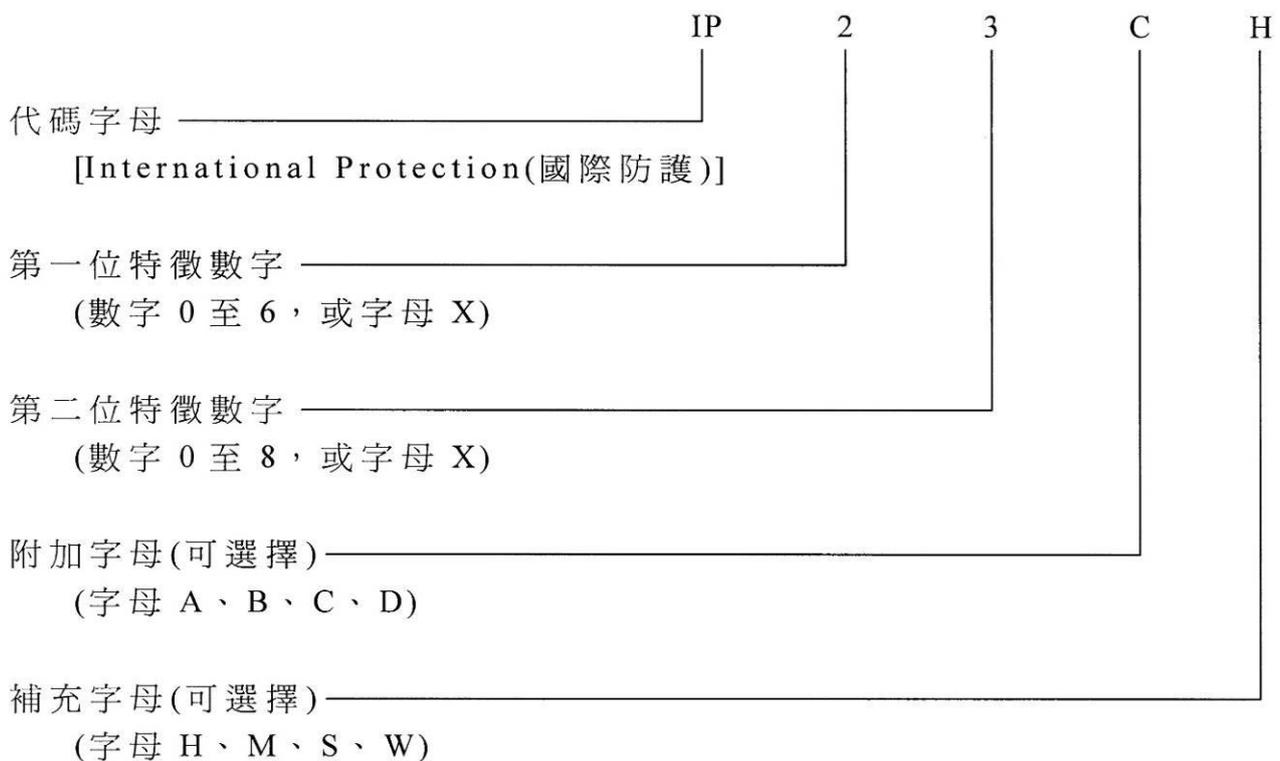 IP 2 3 C H
代碼字母
[International Protection(國際防護)]
第一位特徵數字
(數字 0 至 6，或字母 X)
第二位特徵數字
(數字 0 至 8，或字母 X)
附加字母(可選擇)
(字母 A、B、C、D)
補充字母(可選擇)
(字母 H、M、S、W)